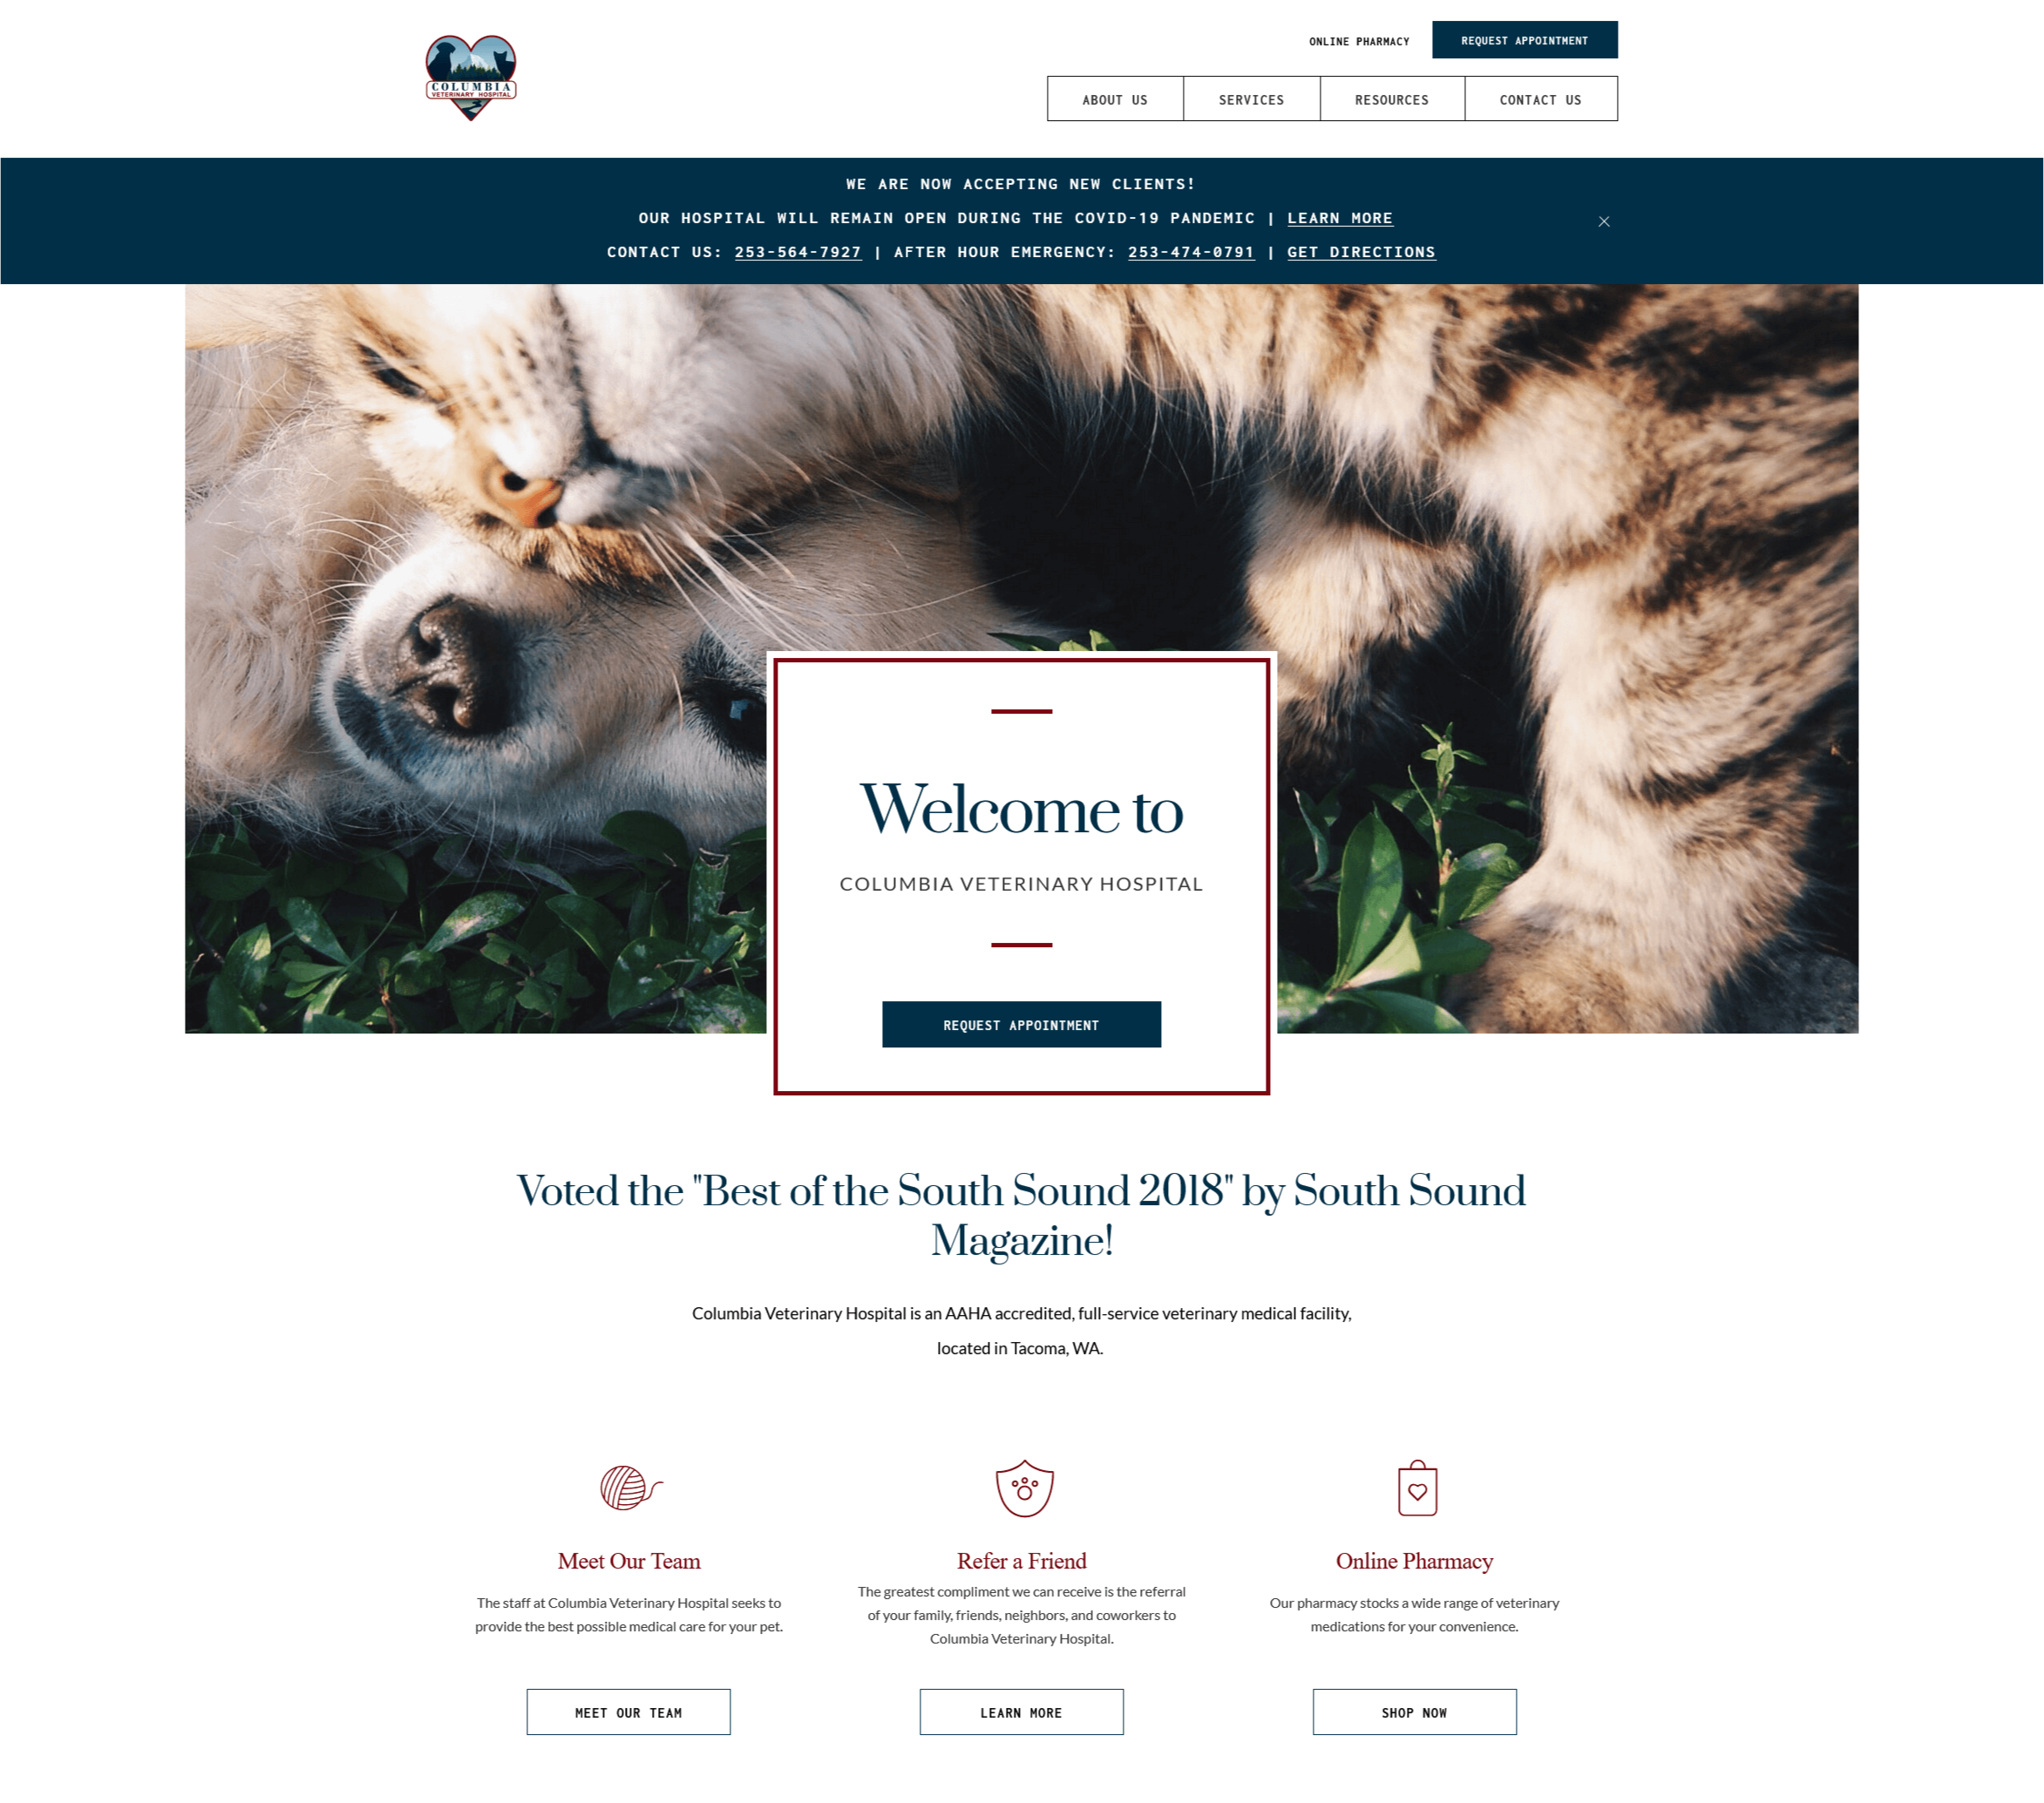 COLUMBIA
VETERINARY HOSPITAL
ONLINE PHARMACY
REQUEST APPOINTMENT
ABOUT US
SERVICES
RESOURCES
CONTACT US
WE ARE NOW ACCEPTING NEW CLIENTS!
OUR HOSPITAL WILL REMAIN OPEN DURING THE COVID-19 PANDEMIC | LEARN MORE
CONTACT US: 253-564-7927 | AFTER HOUR EMERGENCY: 253-474-0791 | GET DIRECTIONS
Welcome to
COLUMBIA VETERINARY HOSPITAL
REQUEST APPOINTMENT
Voted the "Best of the South Sound 2018" by South Sound
Magazine!
Columbia Veterinary Hospital is an AAHA accredited, full-service veterinary medical facility,
located in Tacoma, WA.
Meet Our Team
The staff at Columbia Veterinary Hospital seeks to
provide the best possible medical care for your pet.
MEET OUR TEAM
Refer a Friend
The greatest compliment we can receive is the referral
of your family, friends, neighbors, and coworkers to
Columbia Veterinary Hospital.
LEARN MORE
Online Pharmacy
Our pharmacy stocks a wide range of veterinary
medications for your convenience.
SHOP NOW